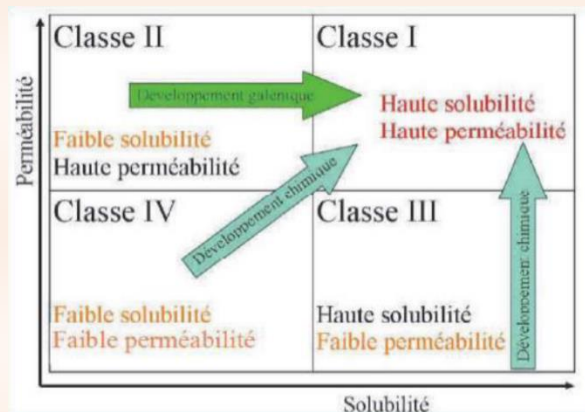 Perméabilité
Classe II
Développement galénique
Faible solubilité
Haute perméabilité
Classe I
Haute solubilité
Haute perméabilité
Classe IV
Développement chimique
Faible solubilité
Faible perméabilité
Classe III
Haute solubilité
Faible perméabilité
Développement chimique
Solubilité